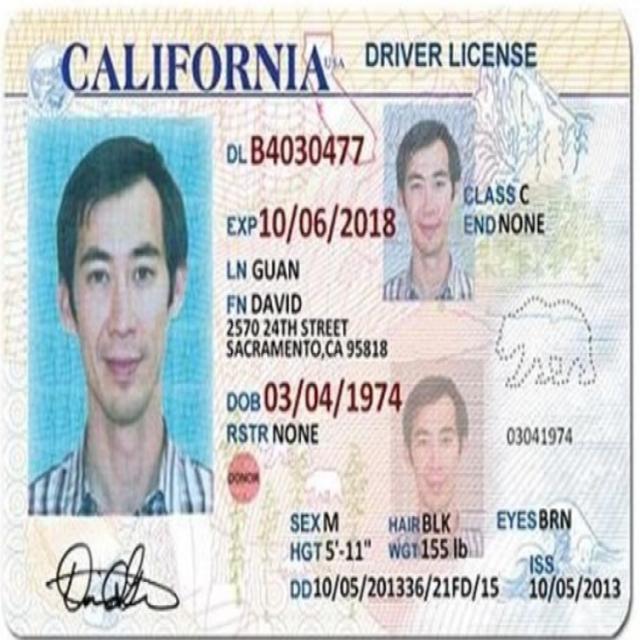 CALIFORNIA USA DRIVER LICENSE
DL B4030477
CLASS C
EXP 10/06/2018 END NONE
LN GUAN
FN DAVID
2570 24TH STREET
SACRAMENTO,CA 95818
DOB 03/04/1974
RSTR NONE 03041974
DONOR
SEX M HAIR BLK EYES BRN
HGT 5'-11" WGT 155 lb ISS
DD 10/05/201336/21FD/15 10/05/2013